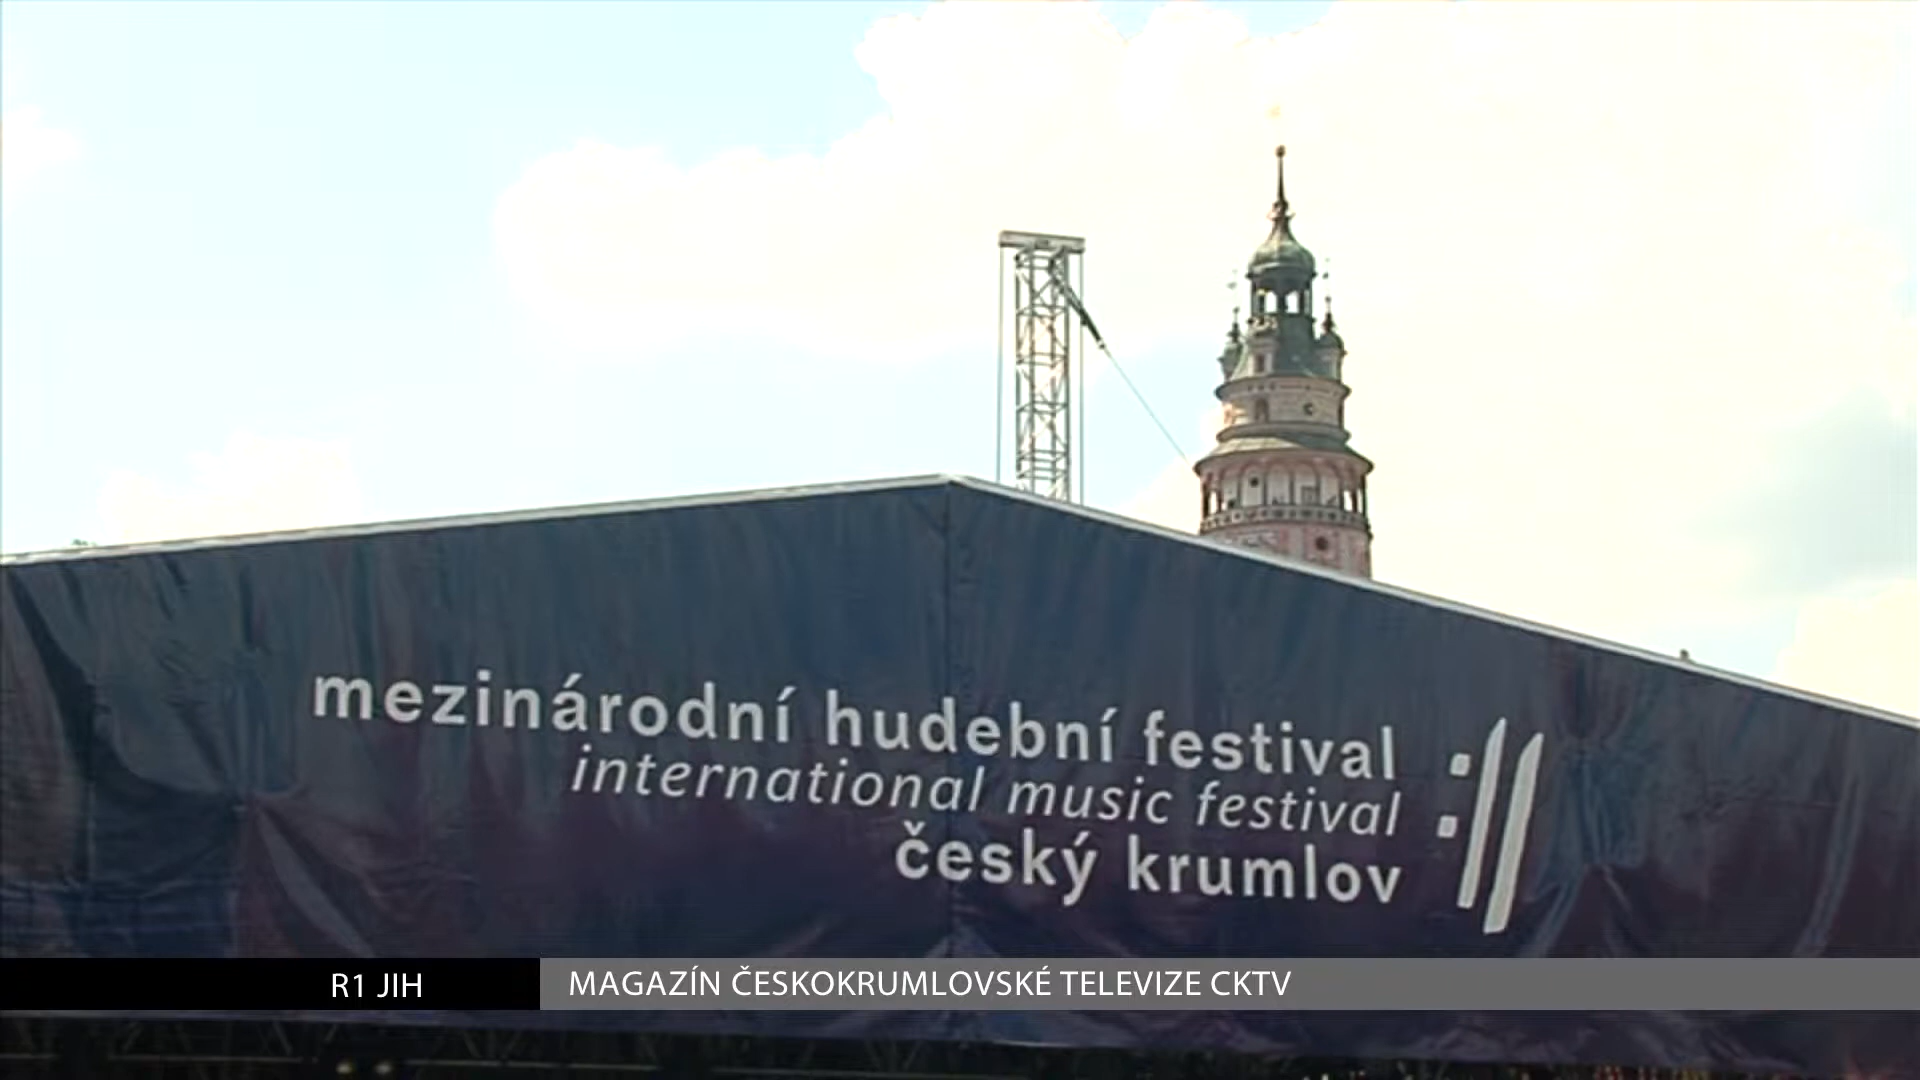 mezinárodní hudební festival
international music festival
český krumlov
R1 JIH
MAGAZÍN ČESKOKRUMLOVSKÉ TELEVIZE CKTV